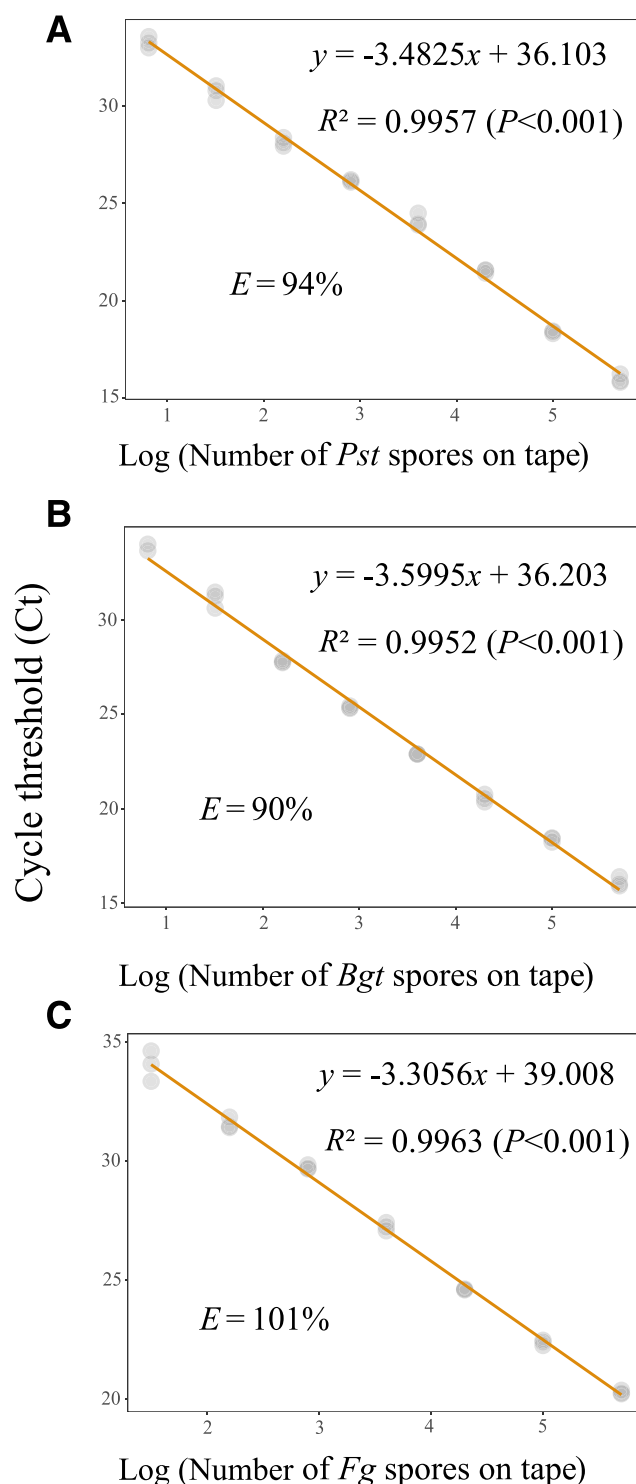 A
y = -3.4825x + 36.103
R² = 0.9957 (P<0.001)
E = 94%
30
25
20
15
1 2 3 4 5
Log (Number of Pst spores on tape)
B
y = -3.5995x + 36.203
R² = 0.9952 (P<0.001)
E = 90%
30
25
20
15
1 2 3 4 5
Cycle threshold (Ct)
Log (Number of Bgt spores on tape)
C
y = -3.3056x + 39.008
R² = 0.9963 (P<0.001)
E = 101%
35
30
25
20
2 3 4 5
Log (Number of Fg spores on tape)